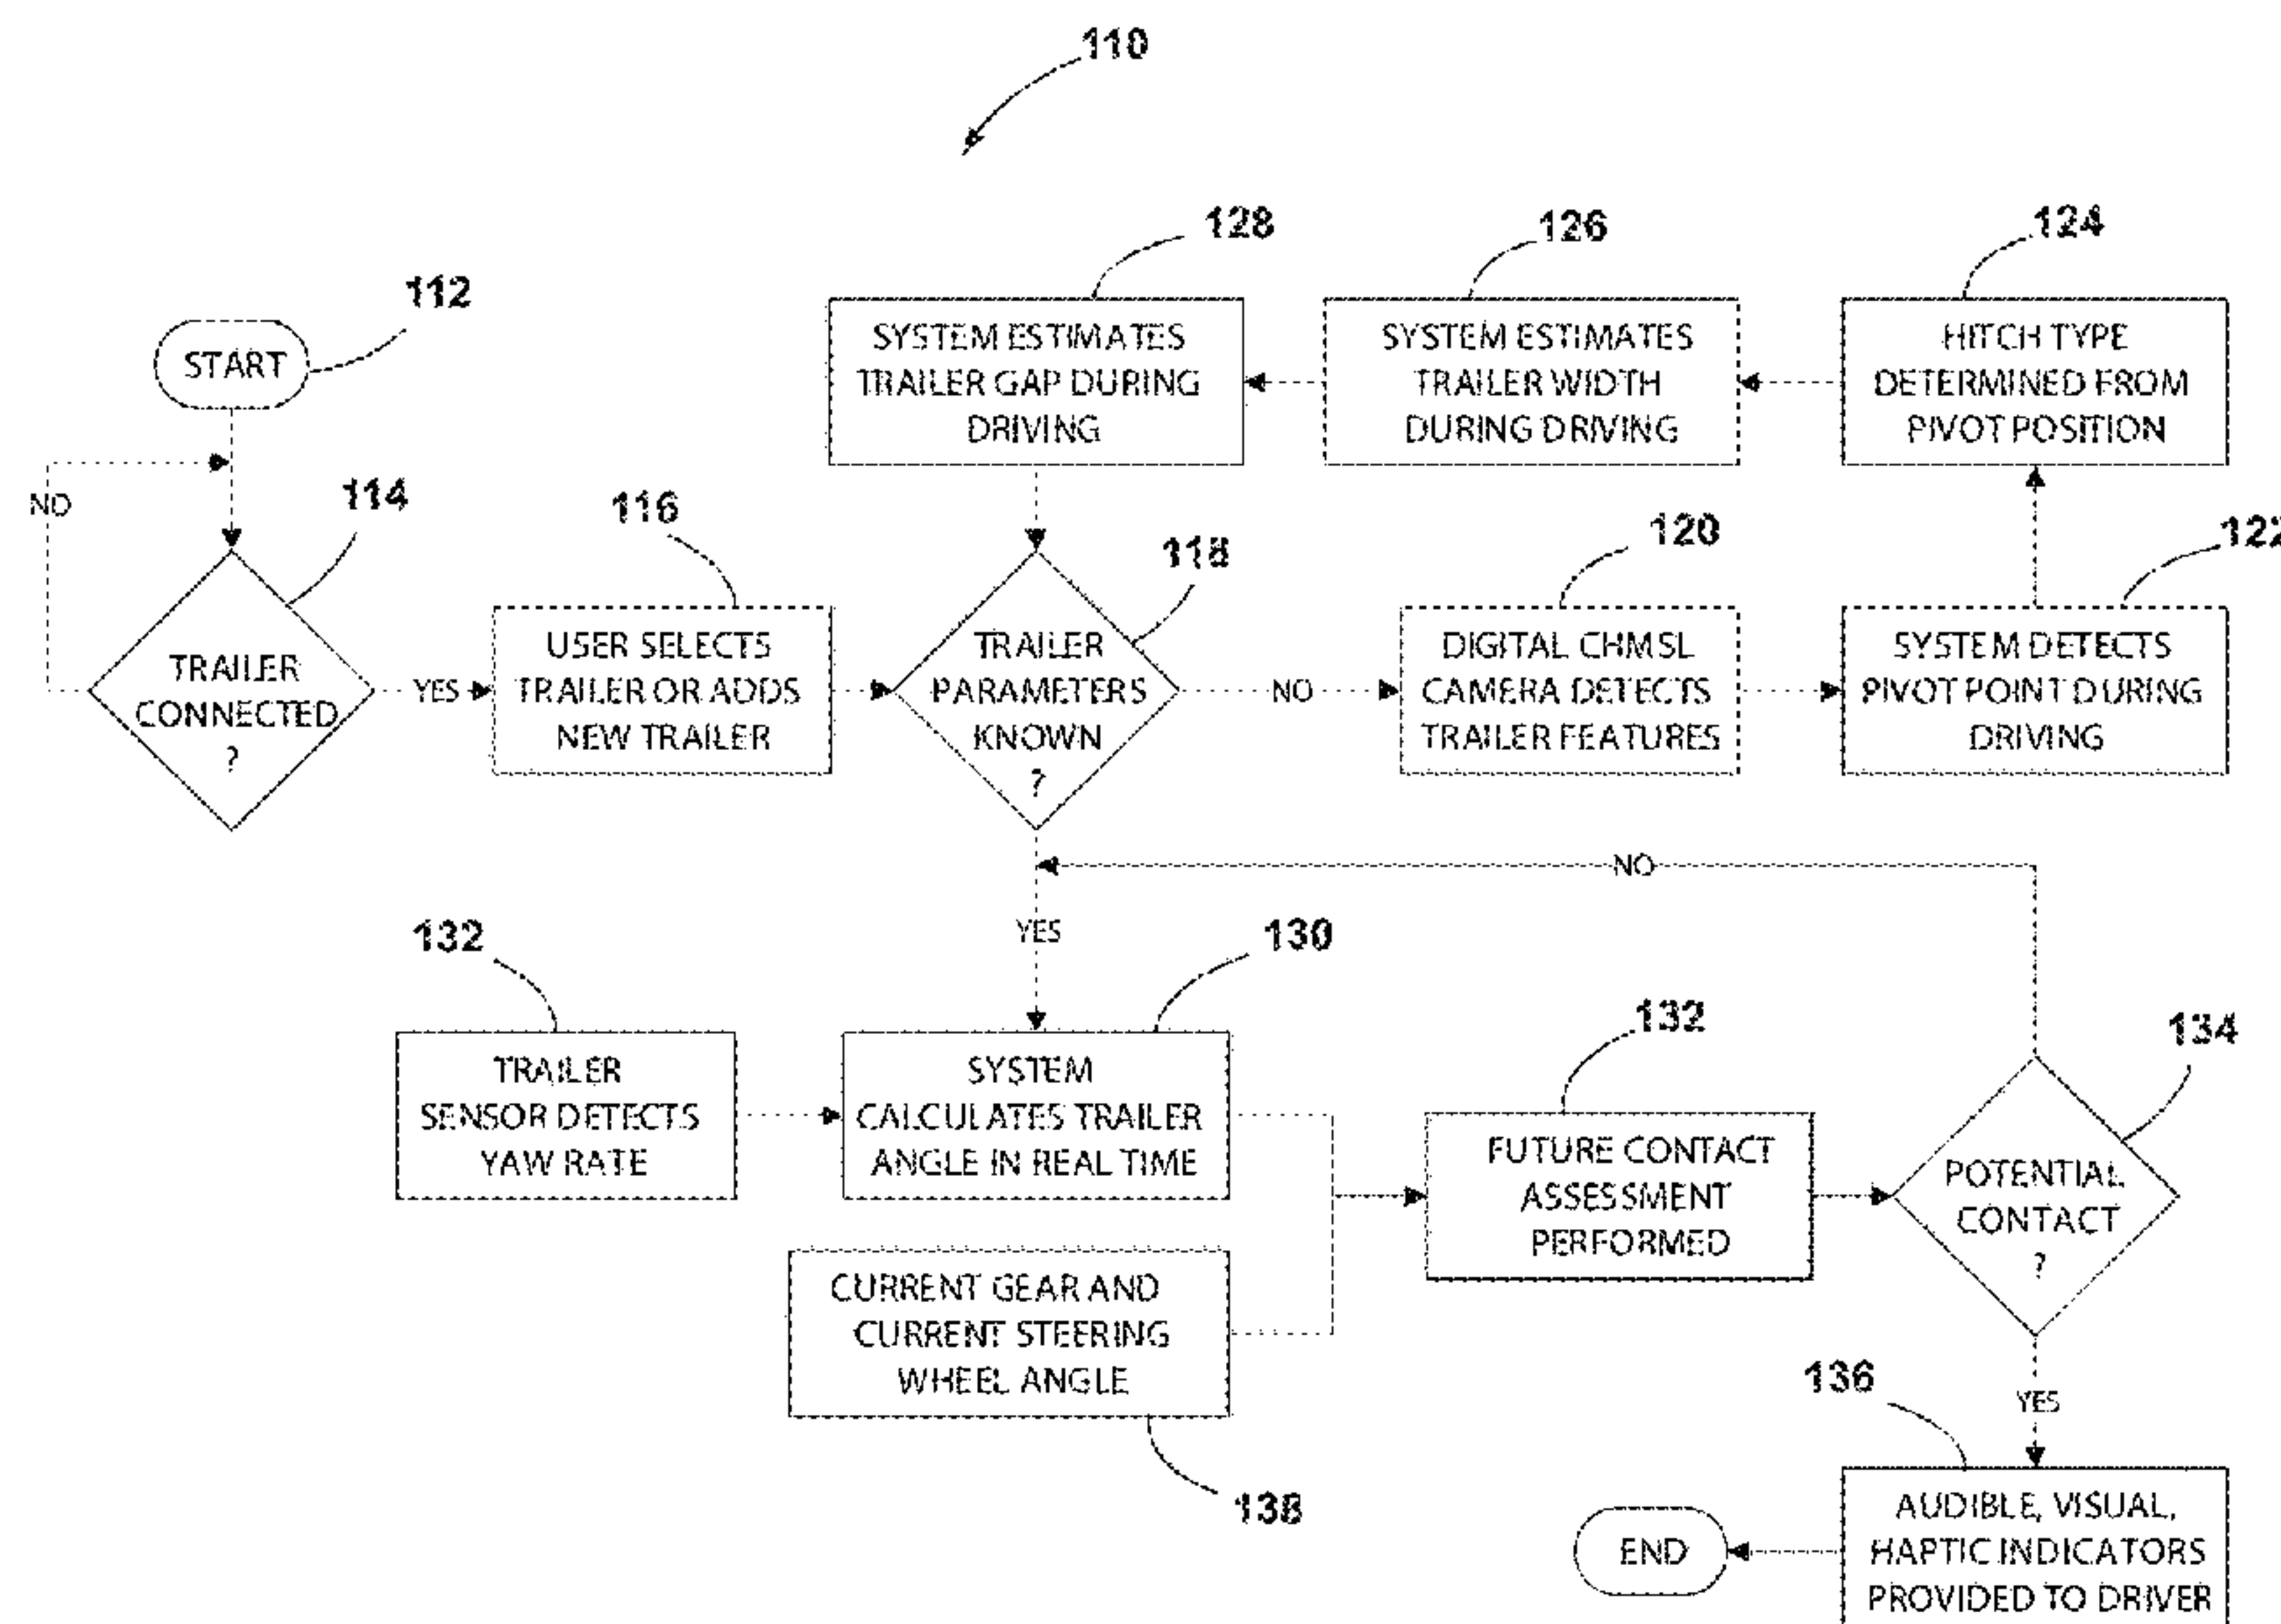 110
128
126
124
112
START
SYSTEM ESTIMATES
TRAILER GAP DURING
DRIVING
SYSTEM ESTIMATES
TRAILER WIDTH
DURING DRIVING
HITCH TYPE
DETERMINED FROM
PIVOT POSITION
NO
114
116
118
120
122
TRAILER
CONNECTED
?
YES
USER SELECTS
TRAILER OR ADDS
NEW TRAILER
TRAILER
PARAMETERS
KNOWN
?
NO
DIGITAL CHMSL
CAMERA DETECTS
TRAILER FEATURES
SYSTEM DETECTS
PIVOT POINT DURING
DRIVING
NO
YES
132
130
132
134
TRAILER
SENSOR DETECTS
YAW RATE
SYSTEM
CALCULATES TRAILER
ANGLE IN REAL TIME
FUTURE CONTACT
ASSESSMENT
PERFORMED
POTENTIAL
CONTACT
?
CURRENT GEAR AND
CURRENT STEERING
WHEEL ANGLE
138
136
YES
END
AUDIBLE, VISUAL,
HAPTIC INDICATORS
PROVIDED TO DRIVER